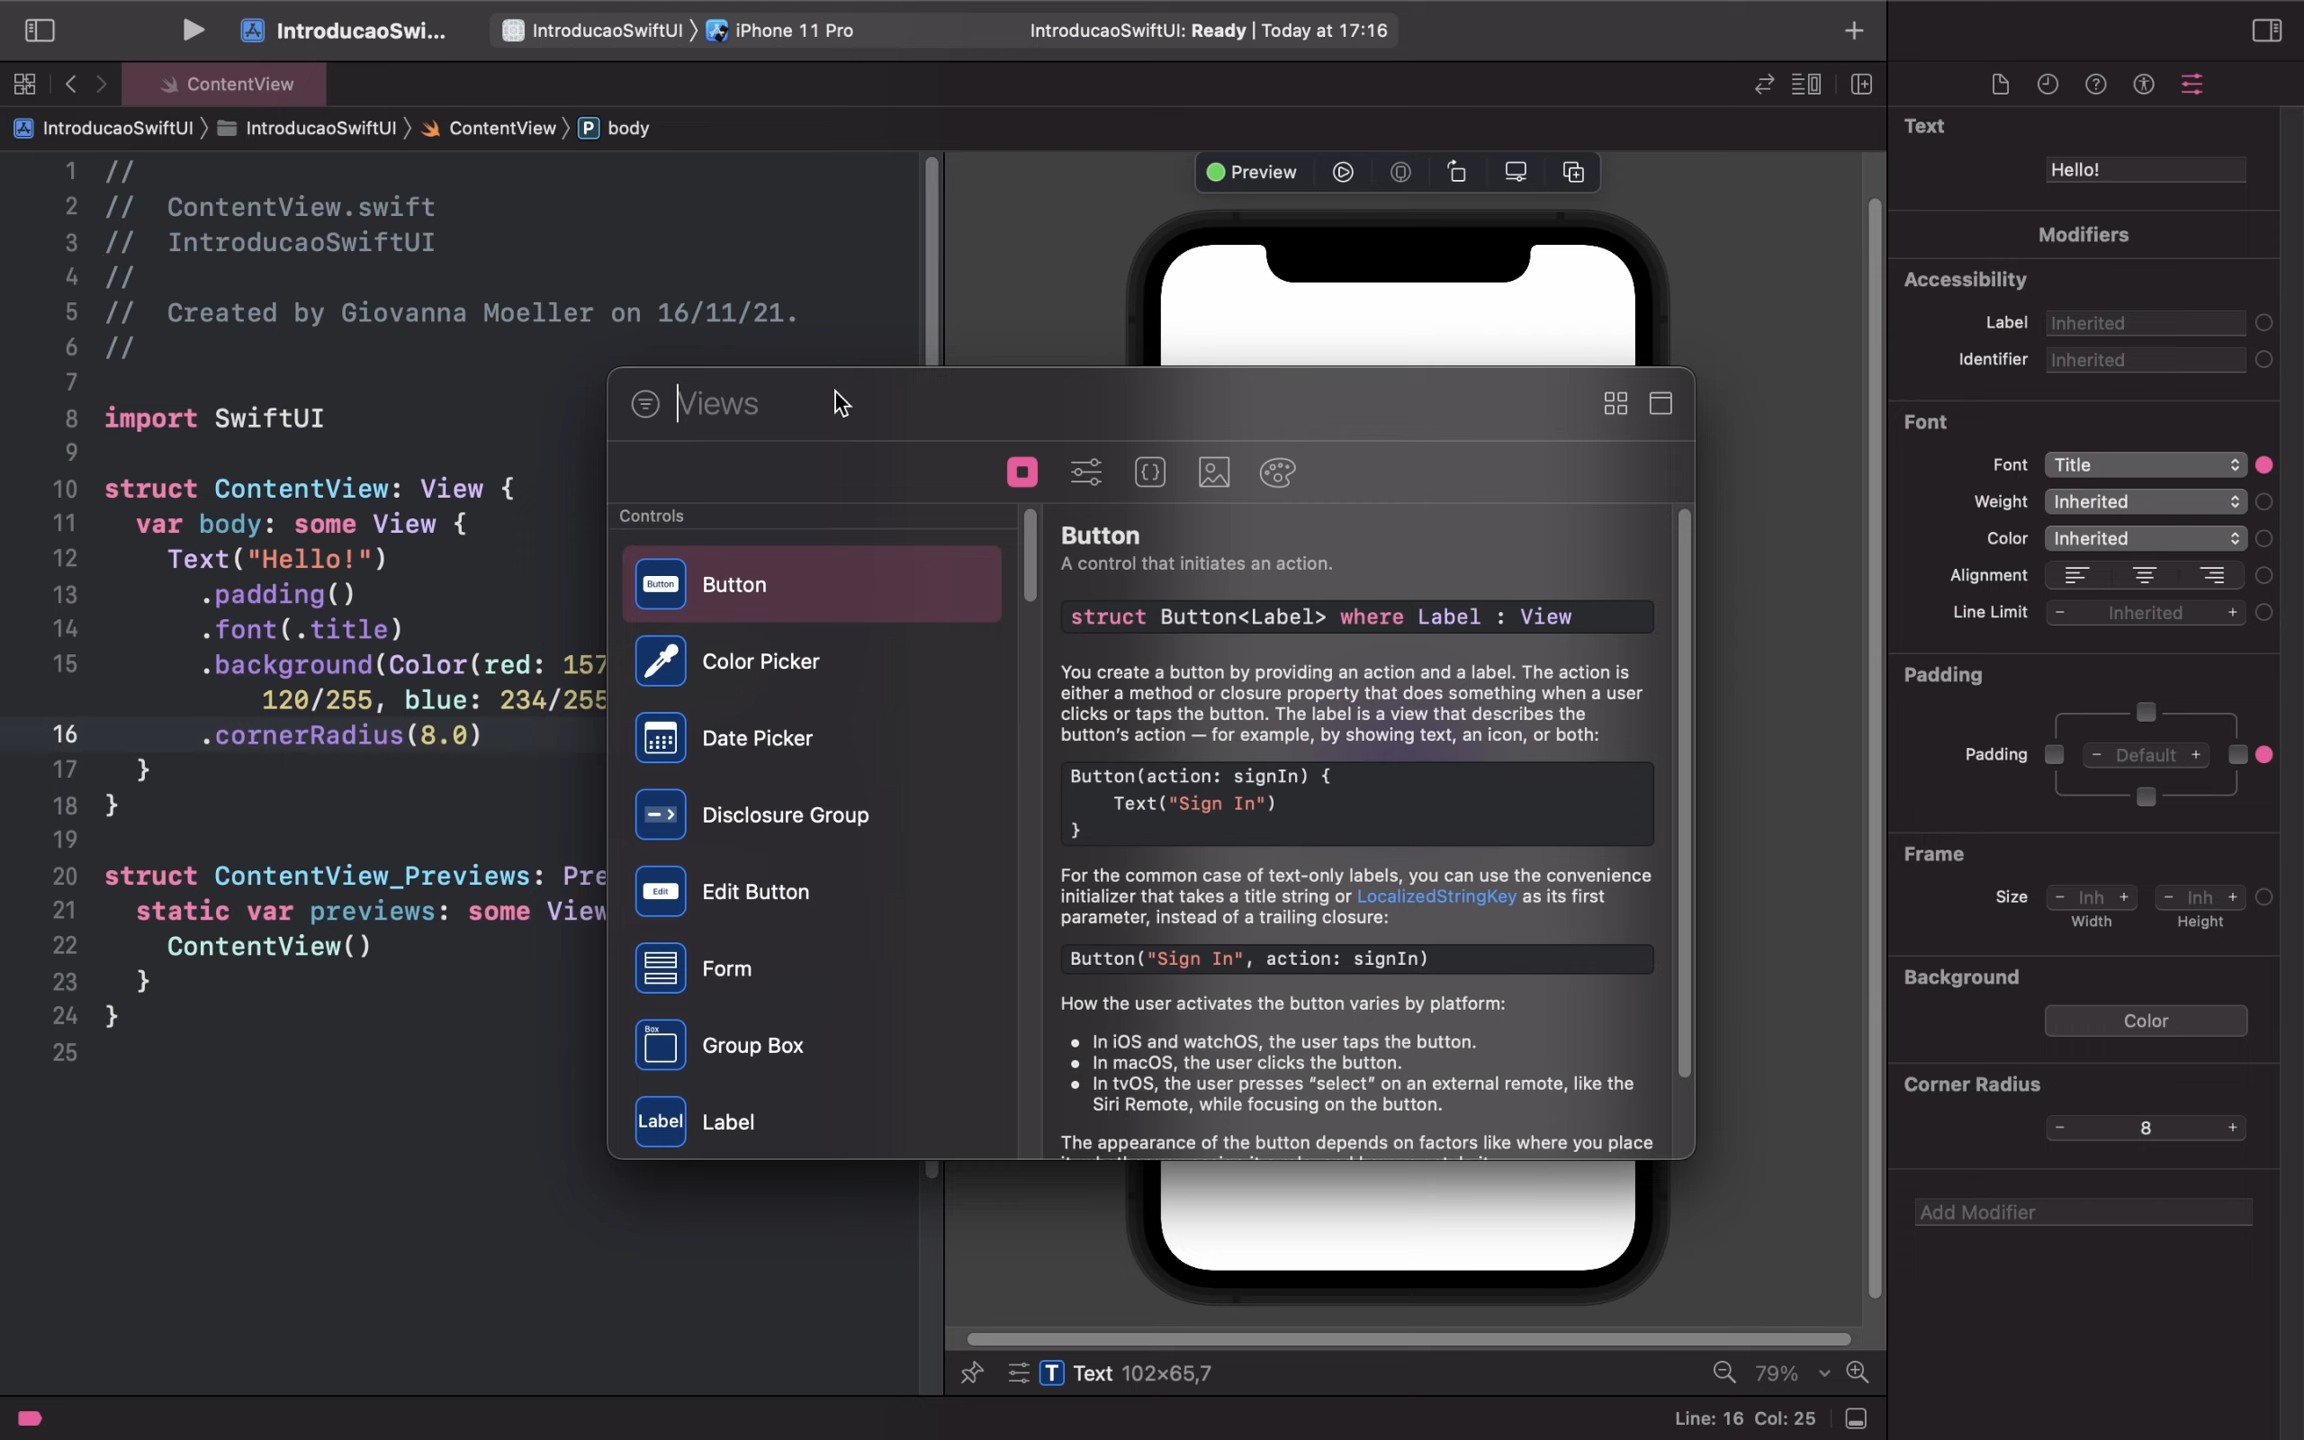 IntroducaoSwi...
IntroducaoSwiftUI 〉 iPhone 11 Pro
IntroducaoSwiftUI: Ready | Today at 17:16
ContentView
IntroducaoSwiftUI 〉 IntroducaoSwiftUI 〉 ContentView 〉 P body
1 //
2 // ContentView.swift
3 // IntroducaoSwiftUI
4 //
5 // Created by Giovanna Moeller on 16/11/21.
6 //
7
8 import SwiftUI
9
10 struct ContentView: View {
11 var body: some View {
12 Text("Hello!")
13 .padding()
14 .font(.title)
15 .background(Color(red: 157
120/255, blue: 234/255
16 .cornerRadius(8.0)
17 }
18 }
19
20 struct ContentView_Previews: Pre
21 static var previews: some View
22 ContentView()
23 }
24 }
25
Preview
Views
Controls
Button
Button
Color Picker
Date Picker
Disclosure Group
Edit
Edit Button
Form
Box
Group Box
Label
Label
Button
A control that initiates an action.
struct Button<Label> where Label : View
You create a button by providing an action and a label. The action is
either a method or closure property that does something when a user
clicks or taps the button. The label is a view that describes the
button's action — for example, by showing text, an icon, or both:
Button(action: signIn) {
Text("Sign In")
}
For the common case of text-only labels, you can use the convenience
initializer that takes a title string or LocalizedStringKey as its first
parameter, instead of a trailing closure:
Button("Sign In", action: signIn)
How the user activates the button varies by platform:
• In iOS and watchOS, the user taps the button.
• In macOS, the user clicks the button.
• In tvOS, the user presses “select” on an external remote, like the
Siri Remote, while focusing on the button.
The appearance of the button depends on factors like where you place
T Text 102×65,7
79%
Line: 16 Col: 25
Text
Hello!
Modifiers
Accessibility
Label Inherited
Identifier Inherited
Font
Font Title
Weight Inherited
Color Inherited
Alignment
Line Limit − Inherited +
Padding
Padding − Default +
Frame
Size − Inh + − Inh +
Width Height
Background
Color
Corner Radius
− 8 +
Add Modifier